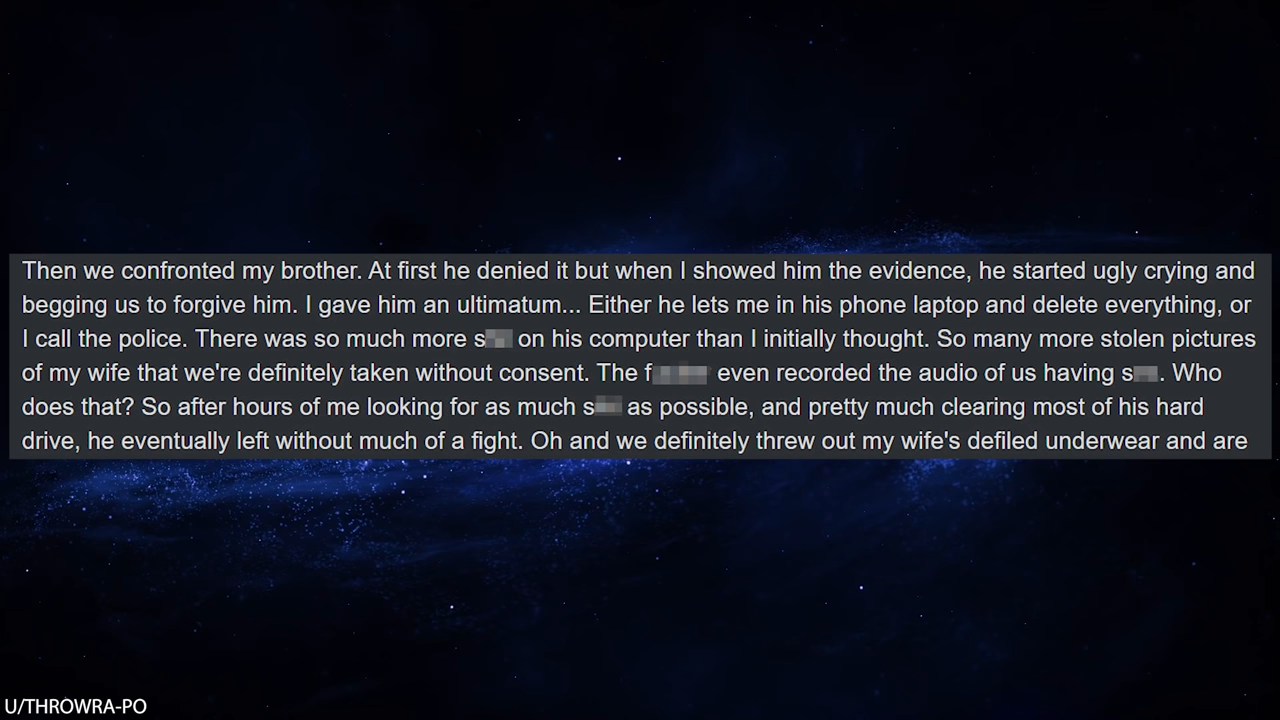 Then we confronted my brother. At first he denied it but when I showed him the evidence, he started ugly crying and
begging us to forgive him. I gave him an ultimatum... Either he lets me in his phone laptop and delete everything, or
I call the police. There was so much more s on his computer than I initially thought. So many more stolen pictures
of my wife that we're definitely taken without consent. The f even recorded the audio of us having s. Who
does that? So after hours of me looking for as much s as possible, and pretty much clearing most of his hard
drive, he eventually left without much of a fight. Oh and we definitely threw out my wife's defiled underwear and are
U/THROWRA-PO